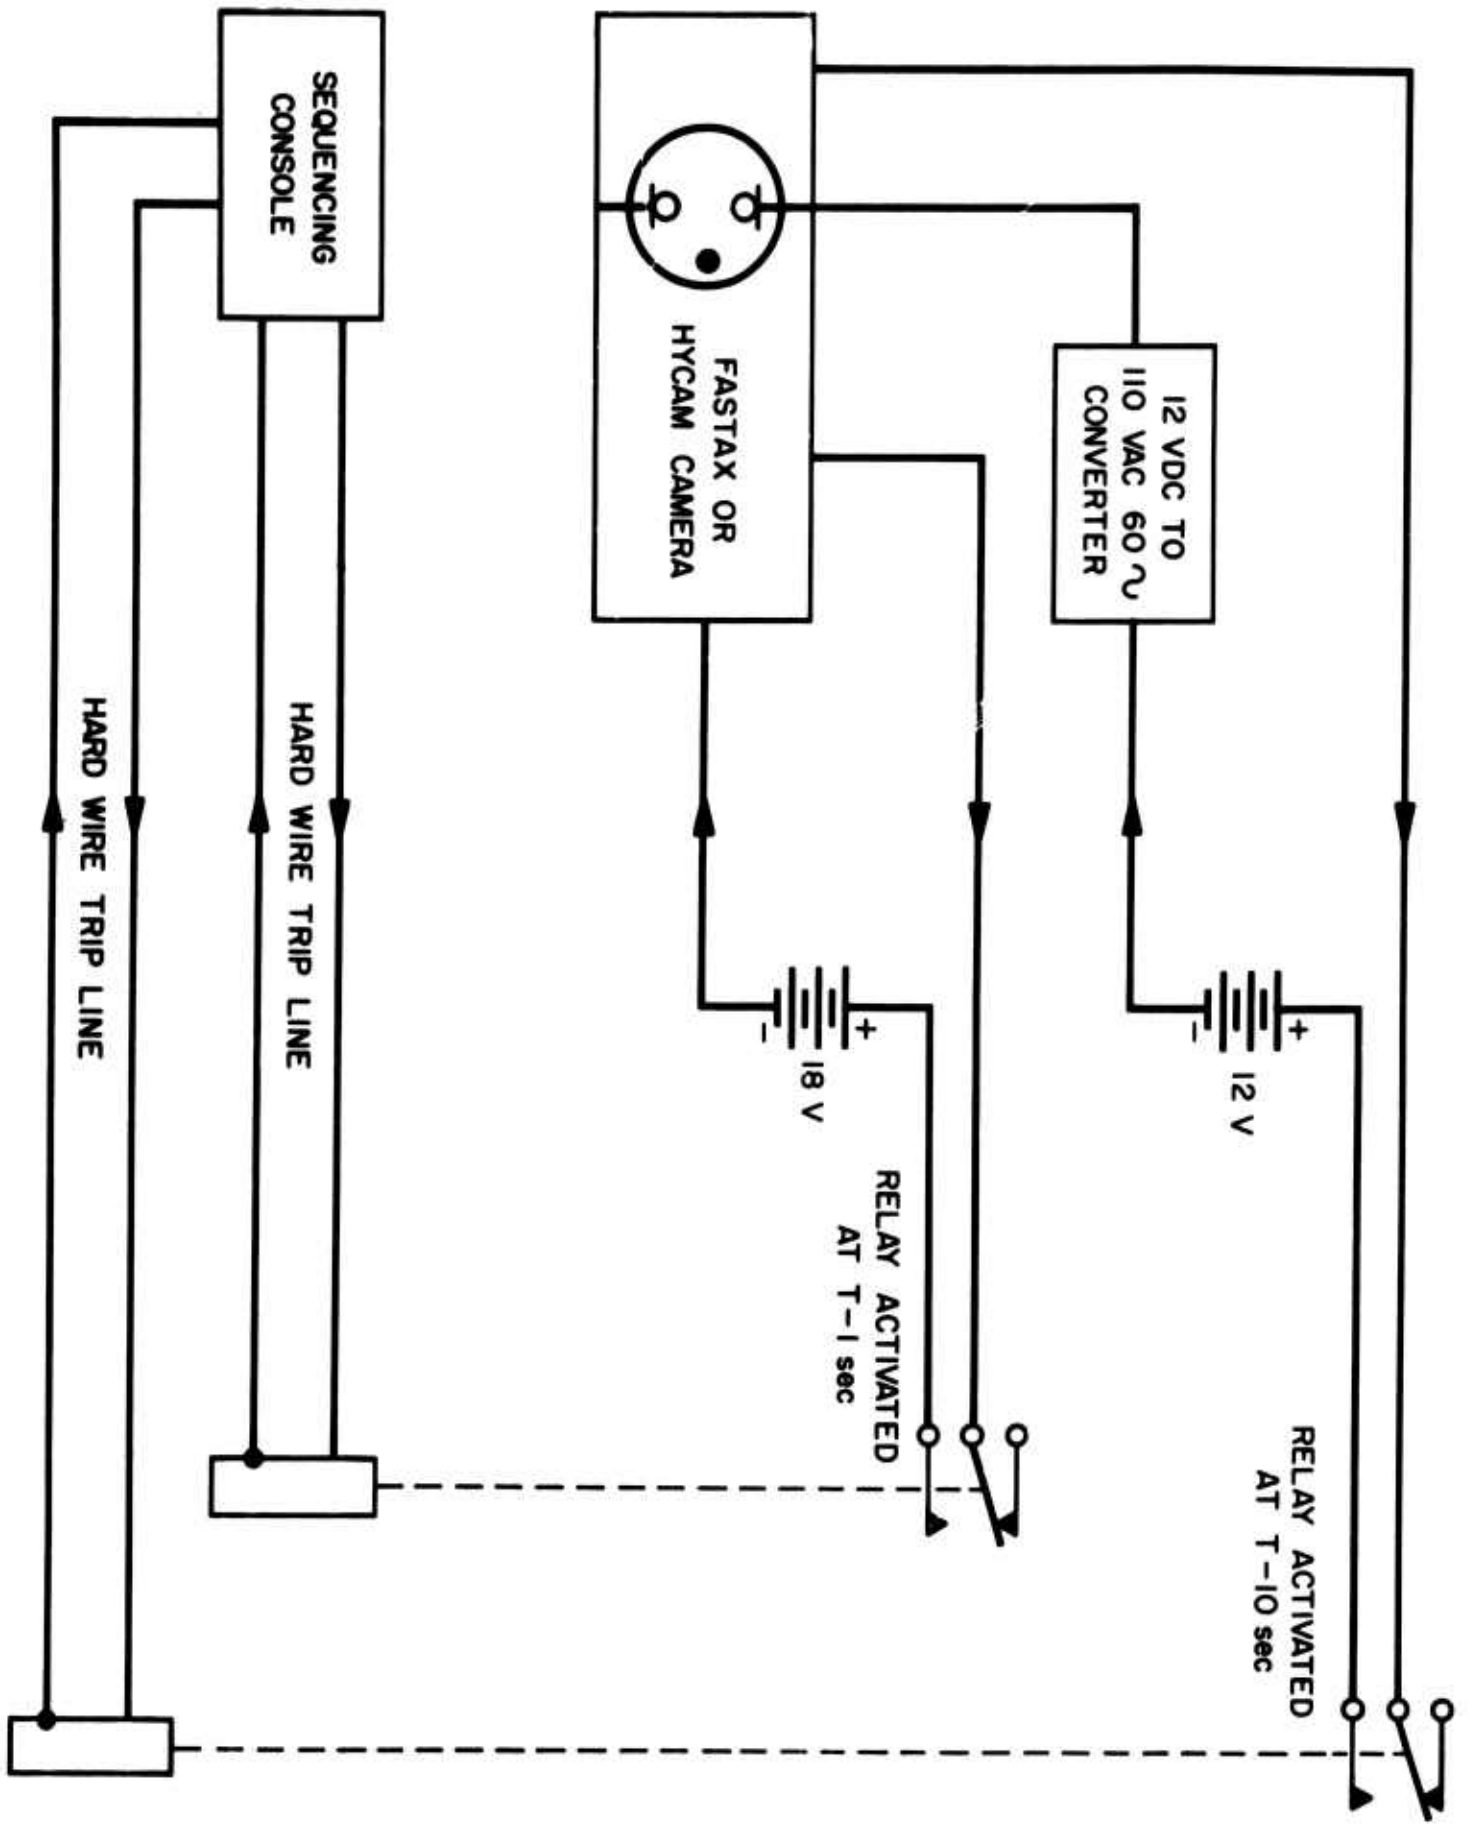 12 VDC TO
110 VAC 60 ~
CONVERTER
+
-
12 V
RELAY ACTIVATED
AT T-10 sec
FASTAX OR
HYCAM CAMERA
+
-
18 V
RELAY ACTIVATED
AT T-1 sec
SEQUENCING
CONSOLE
HARD WIRE TRIP LINE
HARD WIRE TRIP LINE